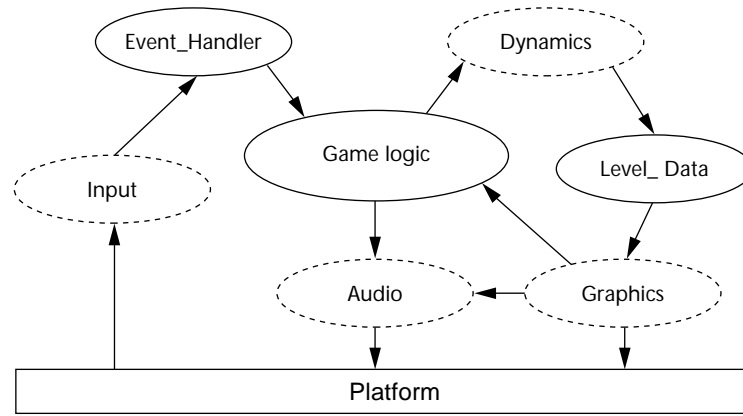 Event_Handler
Dynamics
Game logic
Level_ Data
Input
Audio
Graphics
Platform